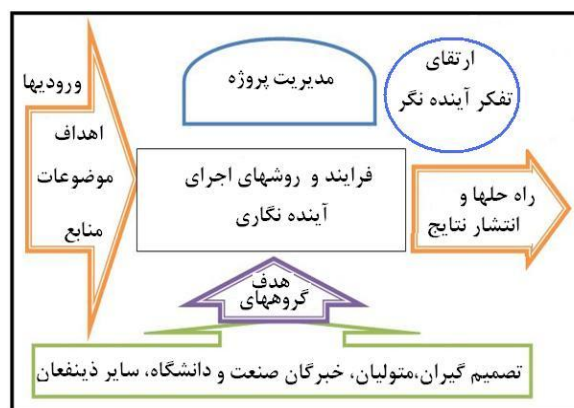 ارتقای
تفکر آینده نگر
مدیریت پروژه
ورودیها
اهداف
موضوعات
منابع
فرایند و روشهای اجرای
آینده نگاری
راه حلها و
انتشار نتایج
هدف
گروههای
تصمیم گیران،متولیان، خبرگان صنعت و دانشگاه، سایر ذینفعان